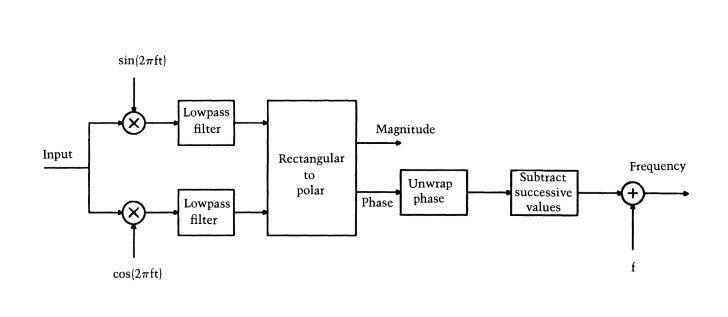 sin(2πft)
Lowpass
filter
Magnitude
Input
Rectangular
to
polar
Frequency
Phase
Unwrap
phase
Subtract
successive
values
Lowpass
filter
cos(2πft)
f